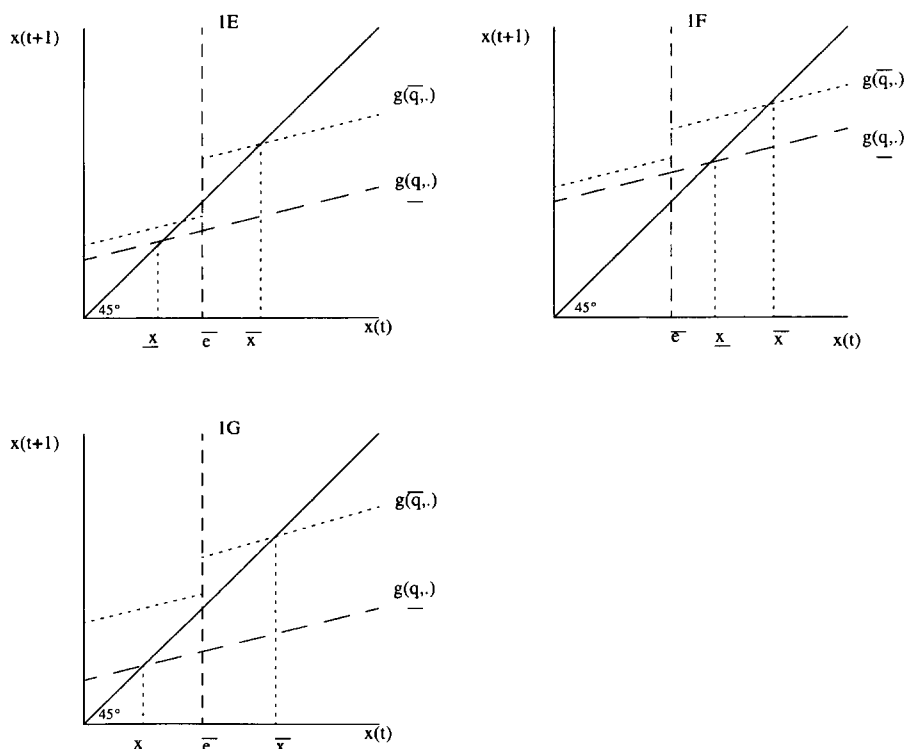 1E
x(t+1)
g(q̅,.)
g(q̲,.)
45°
x(t)
x̲ e̅ x̅
1F
x(t+1)
g(q̅,.)
g(q̲,.)
45°
e̅ x̲ x̅
x(t)
1G
x(t+1)
g(q̅,.)
g(q̲,.)
45°
x(t)
x e̅ x̅